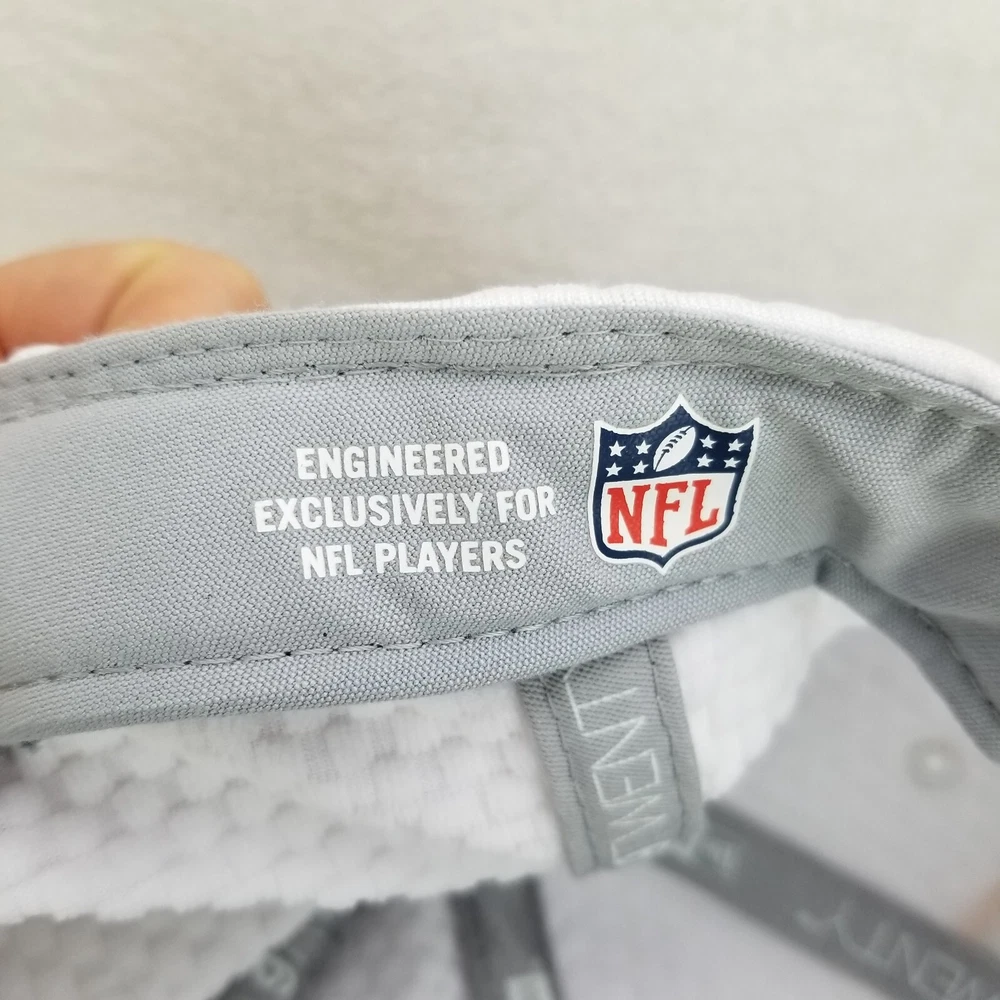 ENGINEERED
EXCLUSIVELY FOR
NFL PLAYERS
NFL